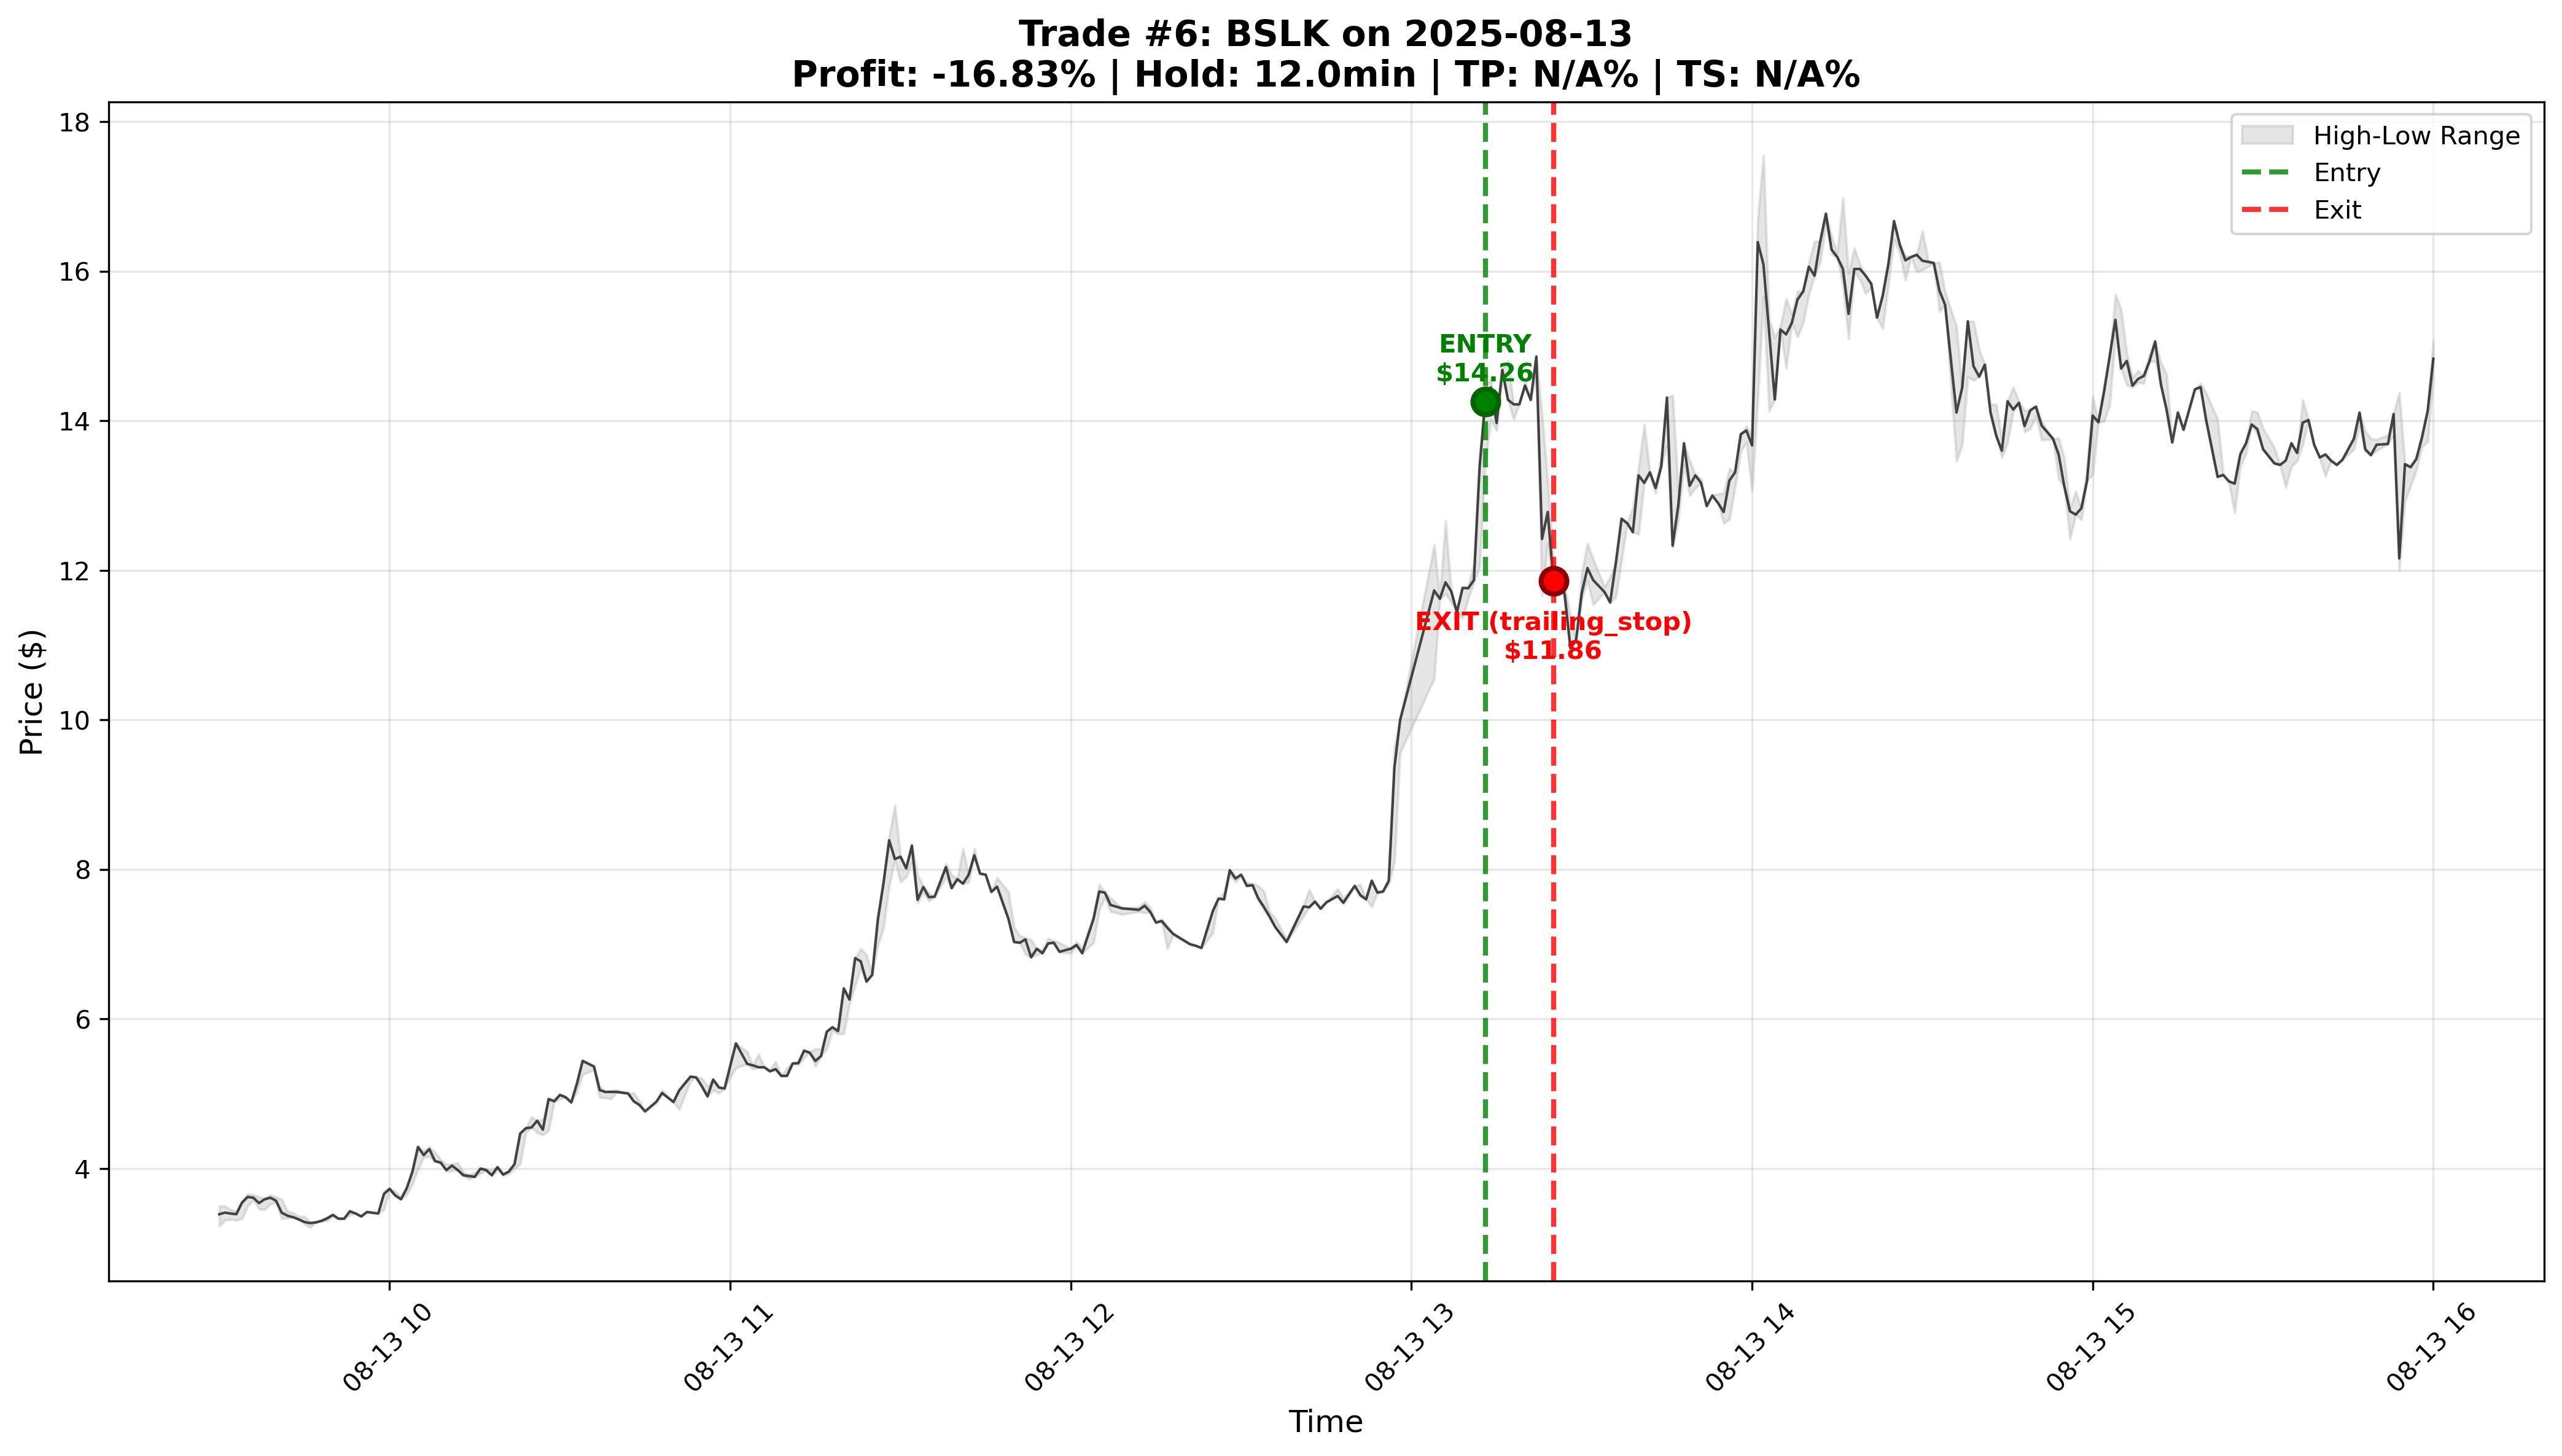 Trade #6: BSLK on 2025-08-13
Profit: -16.83% | Hold: 12.0min | TP: N/A% | TS: N/A%
High-Low Range
Entry
Exit
Price ($)
18
16
14
12
10
8
6
4
ENTRY
$14.26
EXIT (trailing_stop)
$11.86
08-13 10
08-13 11
08-13 12
08-13 13
08-13 14
08-13 15
08-13 16
Time